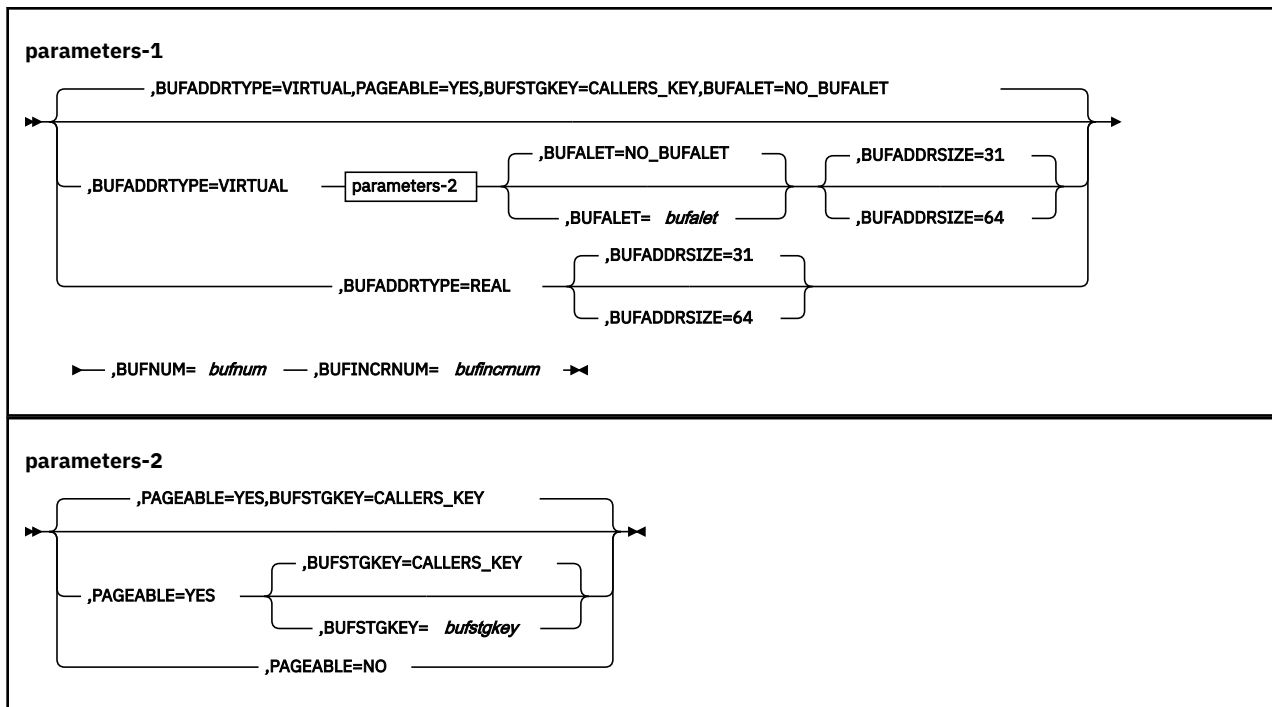 parameters-1
,BUFADDRTYPE=VIRTUAL,PAGEABLE=YES,BUFSTGKEY=CALLERS_KEY,BUFALET=NO_BUFALET
,BUFALET=NO_BUFALET ,BUFADDRSIZE=31
,BUFADDRTYPE=VIRTUAL parameters-2
,BUFALET= bufalet ,BUFADDRSIZE=64
,BUFADDRSIZE=31
,BUFADDRTYPE=REAL
,BUFADDRSIZE=64
,BUFNUM= bufnum ,BUFINCRNUM= bufincrnum
parameters-2
,PAGEABLE=YES,BUFSTGKEY=CALLERS_KEY
,BUFSTGKEY=CALLERS_KEY
,PAGEABLE=YES
,BUFSTGKEY= bufstgkey
,PAGEABLE=NO